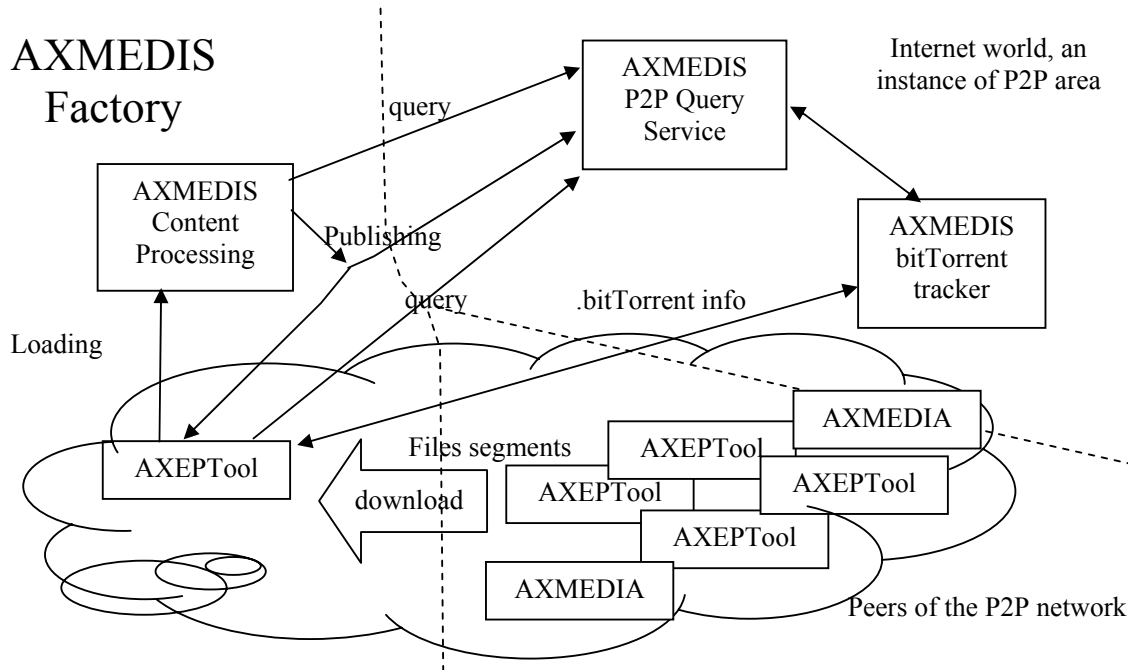 AXMEDIS
Factory
AXMEDIS
P2P Query
Service
Internet world, an
instance of P2P area
query
AXMEDIS
Content
Processing
Publishing
AXMEDIS
bitTorrent
tracker
query
.bitTorrent info
Loading
AXMEDIA
AXEPTool
Files segments
AXEPTool
AXEPTool
download
AXEPTool
AXEPTool
AXMEDIA
Peers of the P2P network